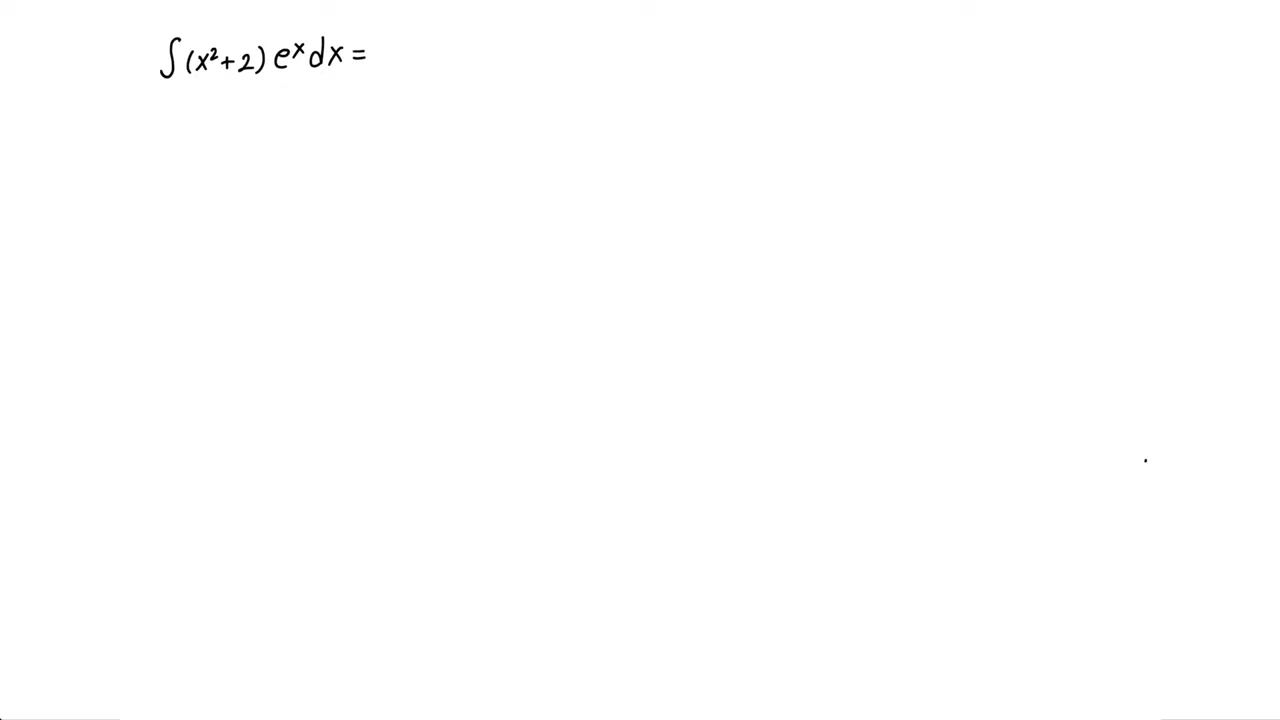 ∫(x²+2) eˣ dx =